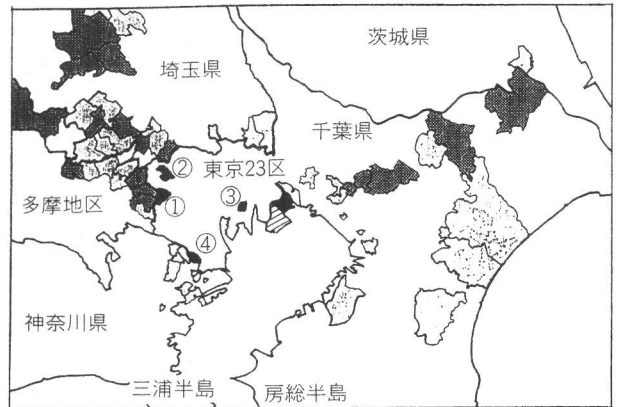 茨城県
埼玉県
千葉県
② 東京23区
多摩地区
① ③
④
神奈川県
三浦半島
房総半島